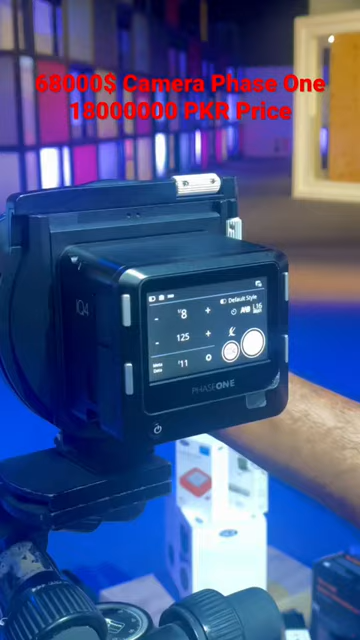 68000$ Camera Phase One
18000000 PKR Price
Default Style
- 8 +
- 125 +
11
PHASEONE
IQ4